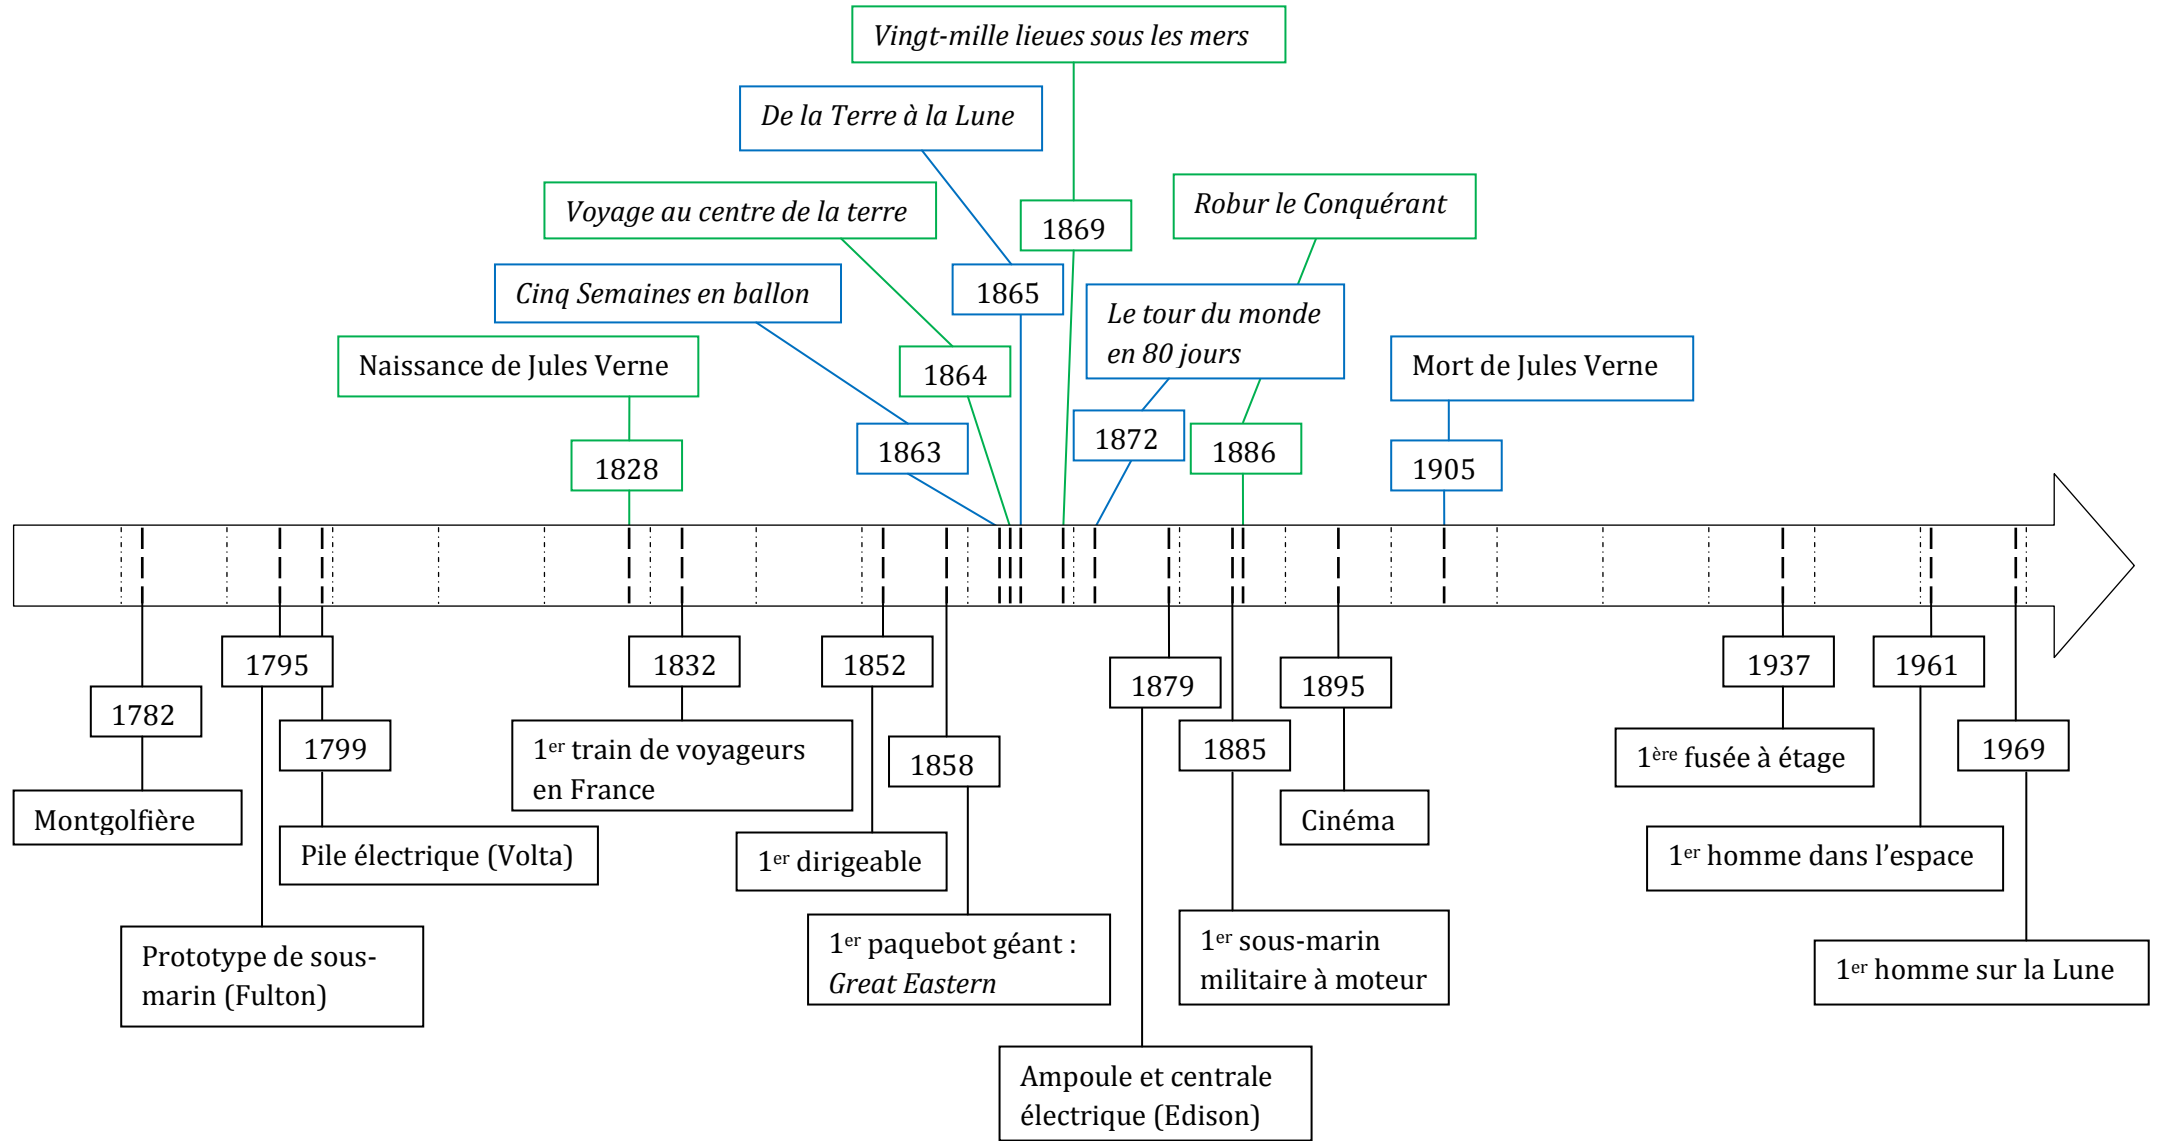 Vingt-mille lieues sous les mers
De la Terre à la Lune
Voyage au centre de la terre
Robur le Conquérant
1869
Cinq Semaines en ballon
1865
Le tour du monde
en 80 jours
Naissance de Jules Verne
1864
Mort de Jules Verne
1863
1872
1886
1828
1905
1795
1832
1852
1879
1895
1937
1961
1782
1799
1885
1969
1858
1er train de voyageurs
en France
1ère fusée à étage
Montgolfière
Cinéma
Pile électrique (Volta)
1er dirigeable
1er homme dans l’espace
Prototype de sous-
marin (Fulton)
1er paquebot géant :
Great Eastern
1er sous-marin
militaire à moteur
1er homme sur la Lune
Ampoule et centrale
électrique (Edison)